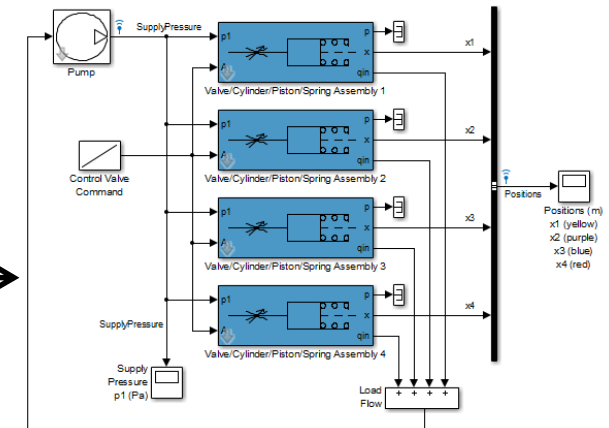 SupplyPressure
Pump
p1
A
p
x
qin
x1
Valve/Cylinder/Piston/Spring Assembly 1
p1
A
p
x
qin
x2
Valve/Cylinder/Piston/Spring Assembly 2
Control Valve
Command
p1
A
p
x
qin
x3
Valve/Cylinder/Piston/Spring Assembly 3
Positions
Positions (m)
x1 (yellow)
x2 (purple)
x3 (blue)
x4 (red)
p1
A
p
x
qin
x4
Valve/Cylinder/Piston/Spring Assembly 4
SupplyPressure
Supply
Pressure
p1 (Pa)
Load
Flow
+ + + +